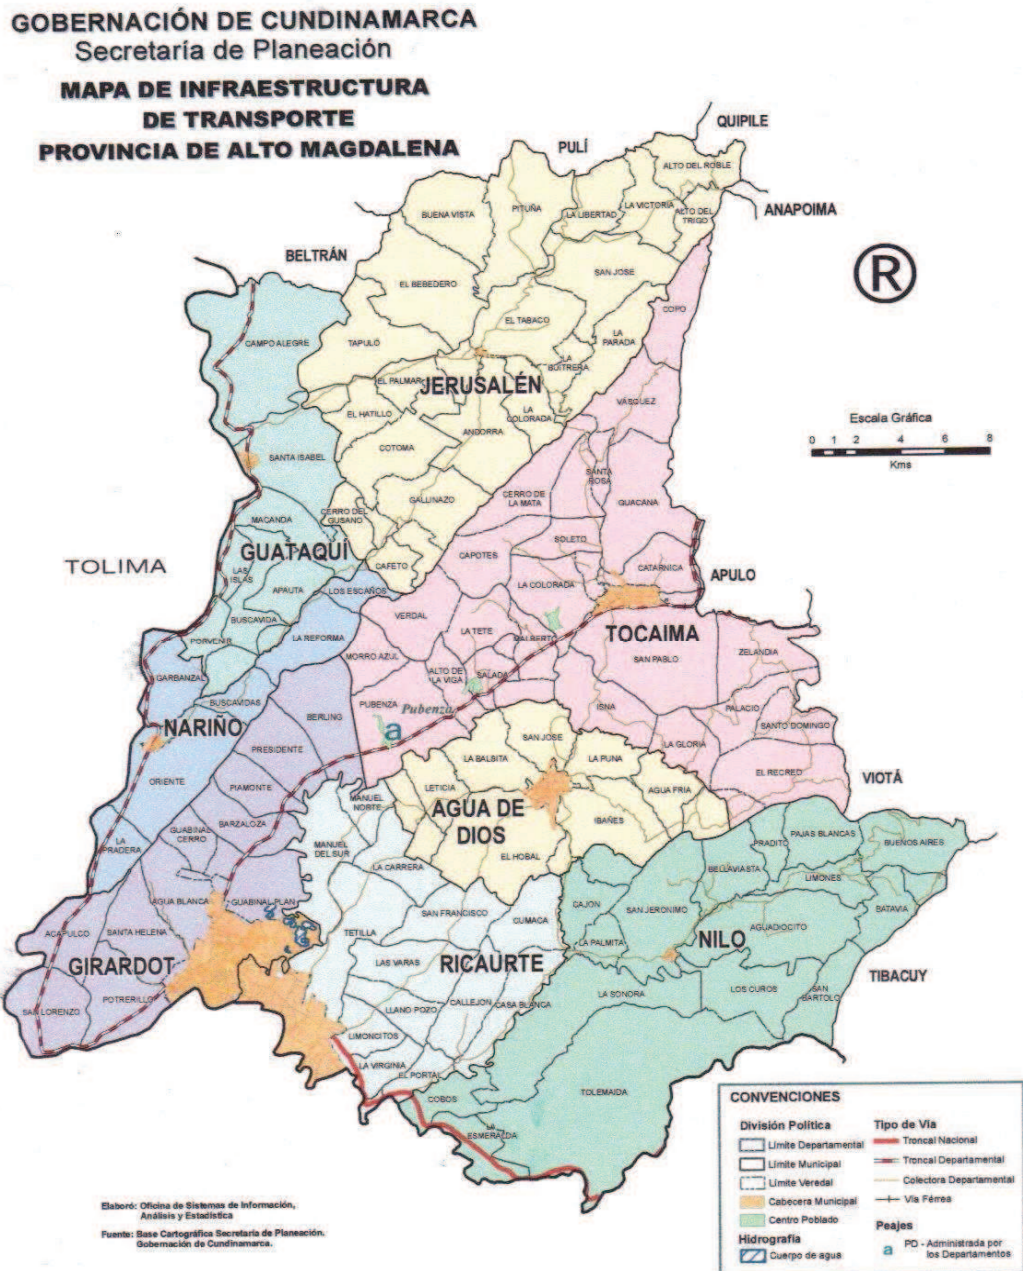 GOBERNACIÓN DE CUNDINAMARCA
Secretaría de Planeación
MAPA DE INFRAESTRUCTURA
DE TRANSPORTE
PROVINCIA DE ALTO MAGDALENA
QUIPILE
PULÍ
ALTO DEL ROBLE
ANAPOIMA
BUENA VISTA
PITUÑA
LA LIBERTAD
LA VICTORIA
ALTO DEL
TRIGO
®
BELTRÁN
EL BEBEDERO
SAN JOSE
COPO
CAMPO ALEGRE
TAPULO
EL TABACO
LA
PARADA
LA
BUITRERA
EL PALMAR
JERUSALÉN
EL HATILLO
LA
COLORADA
VASQUEZ
ANDORRA
COTOMA
Escala Gráfica
0 1 2 4 6 8
Kms
SANTA ISABEL
GALLINAZO
CERRO DE
LA MATA
SANTA
ROSA
GUACANA
MACANDA
CERRO DEL
GUSANO
SOLETO
GUATAQUÍ
CAPOTES
TOLIMA
LAS
ISLAS
CAFETO
CATARNICA
APULO
APAUTA
LOS ESCAÑOS
LA COLORADA
BUSCAVIDA
VERDAL
LA TETE
MALBERTO
TOCAIMA
PORVENIR
LA REFORMA
MORRO AZUL
SAN PABLO
ZELANDIA
GARBANZAL
ALTO DE
LA VIGA
SALADA
BUSCAVIDAS
PUBENZA
Pubenza
ISNA
PALACIO
NARIÑO
BERLING
a
SANTO DOMINGO
PRESIDENTE
SAN JOSE
LA GLORIA
LA BALSITA
LA PUNA
EL RECREO
VIOTÁ
ORIENTE
PIAMONTE
LETICIA
AGUA FRIA
MANUEL
NORTE
AGUA DE
DIOS
IBAÑES
BARZALOZA
GUABINAL
CERRO
LA
PRADERA
MANUEL
DEL SUR
EL HOBAL
PRADITO
PAJAS BLANCAS
BUENOS AIRES
LA CARRERA
BELLAVIASTA
LIMONES
AGUA BLANCA
GUABINAL PLAN
SAN FRANCISCO
CUMACA
CAJON
SAN JERONIMO
BATAVIA
ACAPULCO
SANTA HELENA
TETILLA
AGUADIOCITO
LA PALMITA
NILO
GIRARDOT
LAS VARAS
RICAURTE
TIBACUY
POTRERILLO
LA SONORA
LOS CUROS
SAN
BARTOLO
SAN LORENZO
LLANO POZO
CALLEJON
CASA BLANCA
LIMONCITOS
LA VIRGINIA
EL PORTAL
COBOS
TOLEMAIDA
LA
ESMERALDA
CONVENCIONES
División Política
Límite Departamental
Límite Municipal
Límite Veredal
Cabecera Municipal
Centro Poblado
Hidrografía
Cuerpo de agua
Tipo de Vía
Troncal Nacional
Troncal Departamental
Colectora Departamental
Vía Férrea
Peajes
a PD - Administrada por
los Departamentos
Elaboró: Oficina de Sistemas de Información,
Análisis y Estadística
Fuente: Base Cartográfica Secretaría de Planeación.
Gobernación de Cundinamarca.